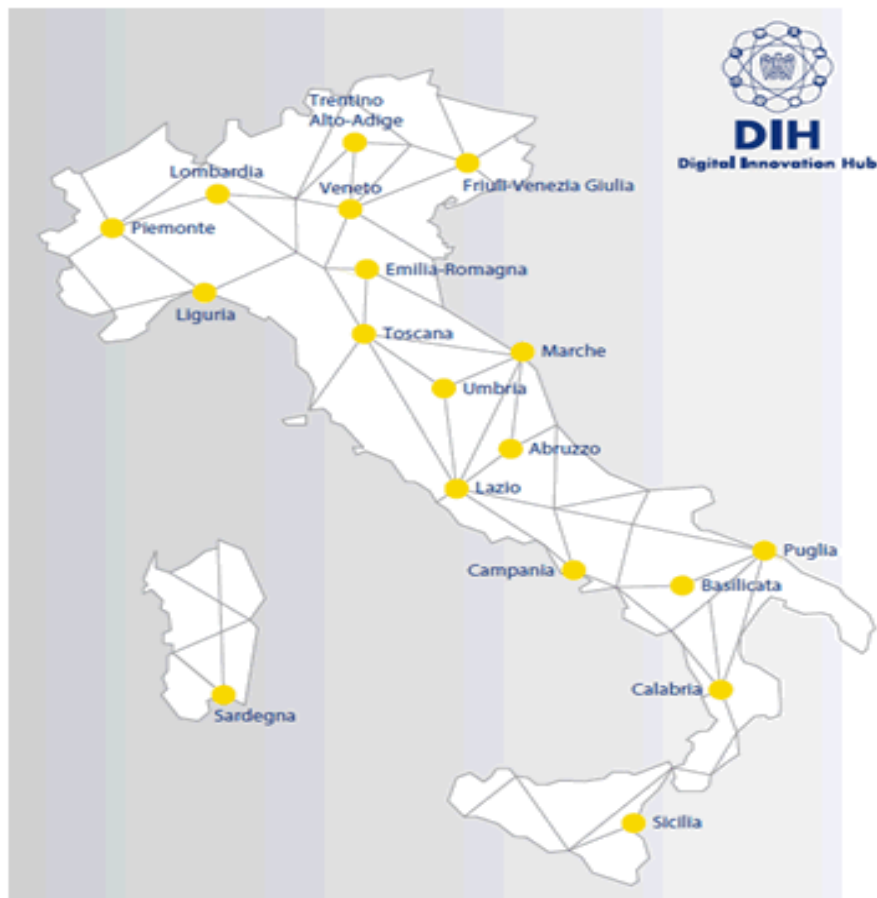 DIH
Digital Innovation Hub
Trentino
Alto-Adige
Lombardia
Veneto
Friuli-Venezia Giulia
Piemonte
Emilia-Romagna
Liguria
Toscana
Marche
Umbria
Abruzzo
Lazio
Puglia
Campania
Basilicata
Calabria
Sardegna
Sicilia